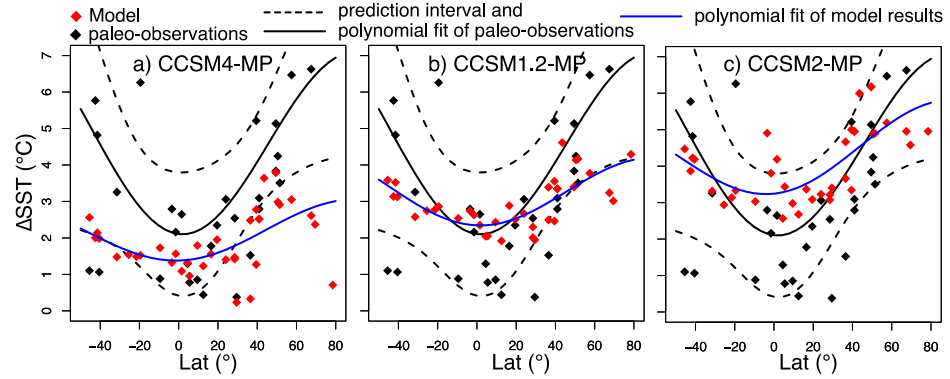 Model
paleo-observations
prediction interval and
polynomial fit of paleo-observations
polynomial fit of model results
a) CCSM4-MP
b) CCSM1.2-MP
c) CCSM2-MP
ΔSST (°C)
7
6
5
4
3
2
1
0
−40 −20 0 20 40 60 80
−40 −20 0 20 40 60 80
−40 −20 0 20 40 60 80
Lat (°)
Lat (°)
Lat (°)